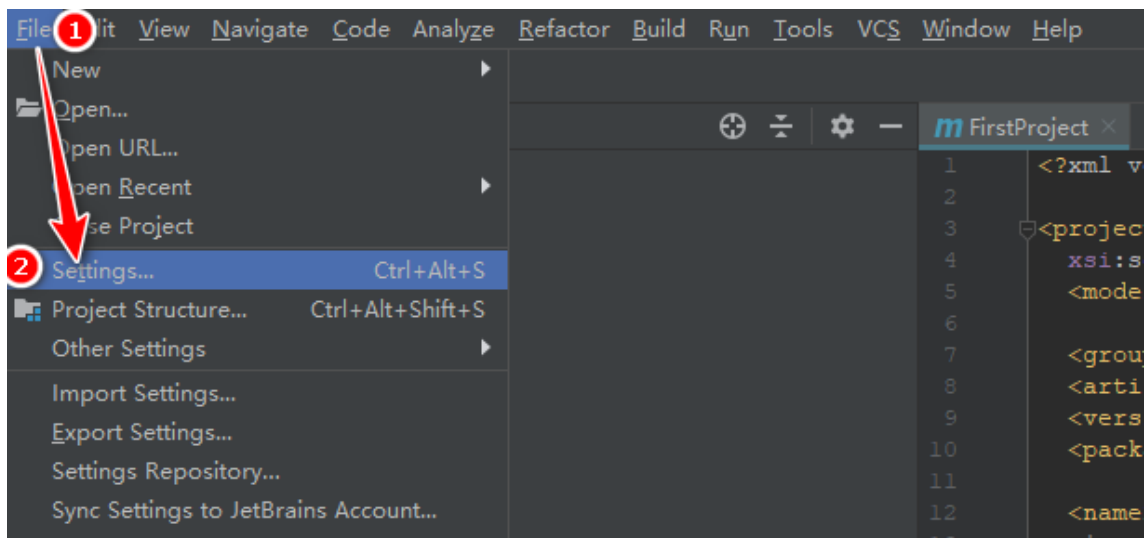 File 1 dit View Navigate Code Analyze Refactor Build Run Tools VCS Window Help
New
Open...
Open URL...
Open Recent
se Project
2 Settings... Ctrl+Alt+S
Project Structure... Ctrl+Alt+Shift+S
Other Settings
Import Settings...
Export Settings...
Settings Repository...
Sync Settings to JetBrains Account...
m FirstProject
1 <?xml v
2
3 <projec
4 xsi:s
5 <mode
6
7 <grou
8 <arti
9 <vers
10 <pack
11
12 <name